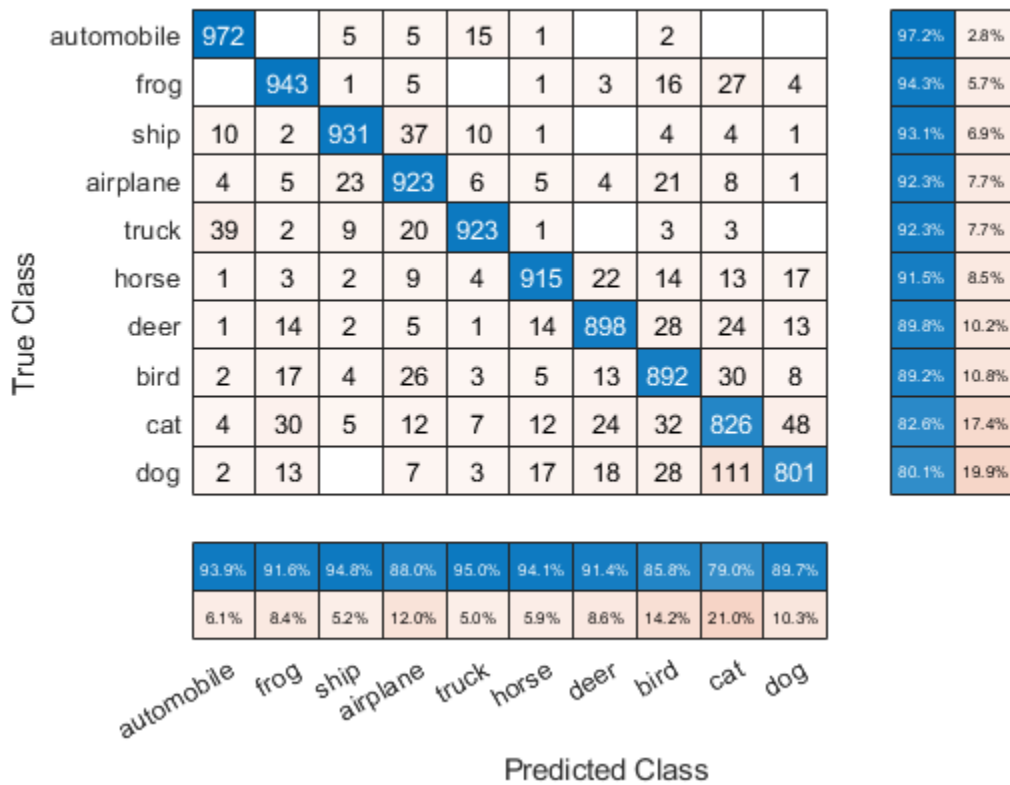 automobile 972 5 5 15 1 2 97.2% 2.8%
frog 943 1 5 1 3 16 27 4 94.3% 5.7%
ship 10 2 931 37 10 1 4 4 1 93.1% 6.9%
airplane 4 5 23 923 6 5 4 21 8 1 92.3% 7.7%
truck 39 2 9 20 923 1 3 3 92.3% 7.7%
horse 1 3 2 9 4 915 22 14 13 17 91.5% 8.5%
deer 1 14 2 5 1 14 898 28 24 13 89.8% 10.2%
bird 2 17 4 26 3 5 13 892 30 8 89.2% 10.8%
cat 4 30 5 12 7 12 24 32 826 48 82.6% 17.4%
dog 2 13 7 3 17 18 28 111 801 80.1% 19.9%
True Class
93.9% 91.6% 94.8% 88.0% 95.0% 94.1% 91.4% 85.8% 79.0% 89.7%
6.1% 8.4% 5.2% 12.0% 5.0% 5.9% 8.6% 14.2% 21.0% 10.3%
automobile frog ship airplane truck horse deer bird cat dog
Predicted Class